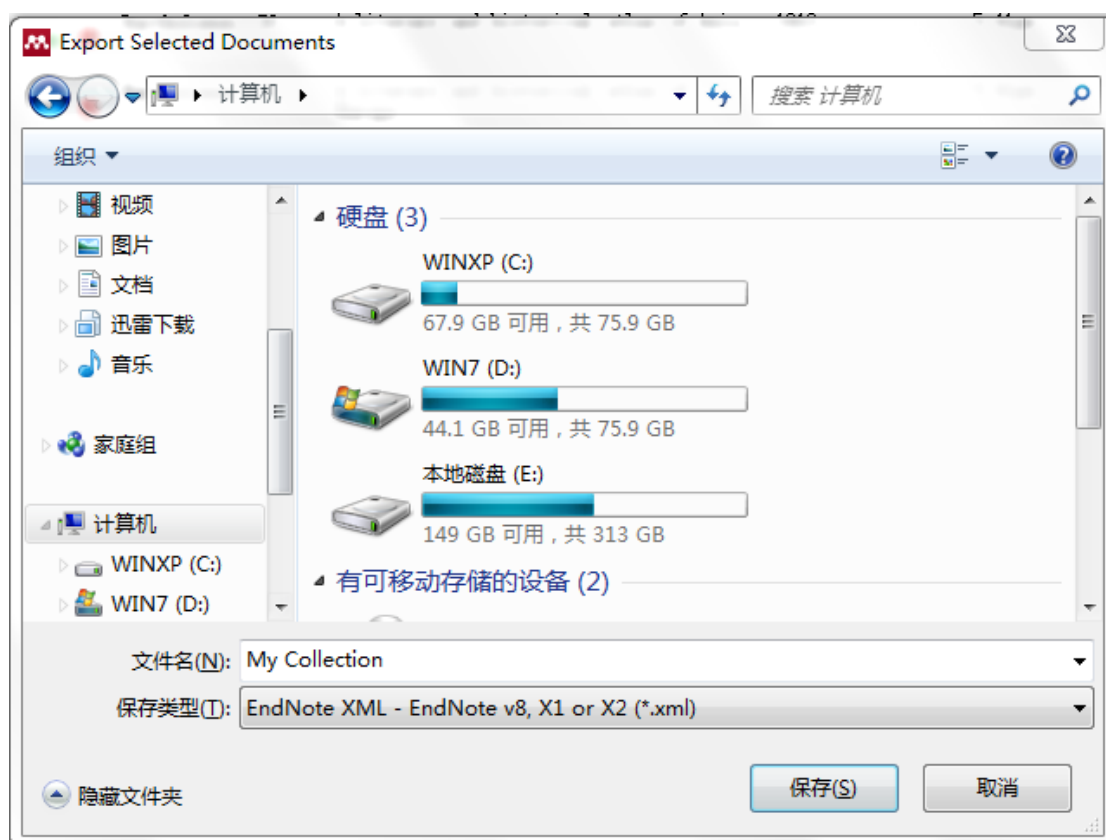 Export Selected Documents
计算机
搜索 计算机
组织
视频
图片
文档
迅雷下载
音乐
家庭组
计算机
WINXP (C:)
WIN7 (D:)
硬盘 (3)
WINXP (C:)
67.9 GB 可用，共 75.9 GB
WIN7 (D:)
44.1 GB 可用，共 75.9 GB
本地磁盘 (E:)
149 GB 可用，共 313 GB
有可移动存储的设备 (2)
文件名(N): My Collection
保存类型(T): EndNote XML - EndNote v8, X1 or X2 (*.xml)
隐藏文件夹
保存(S)
取消